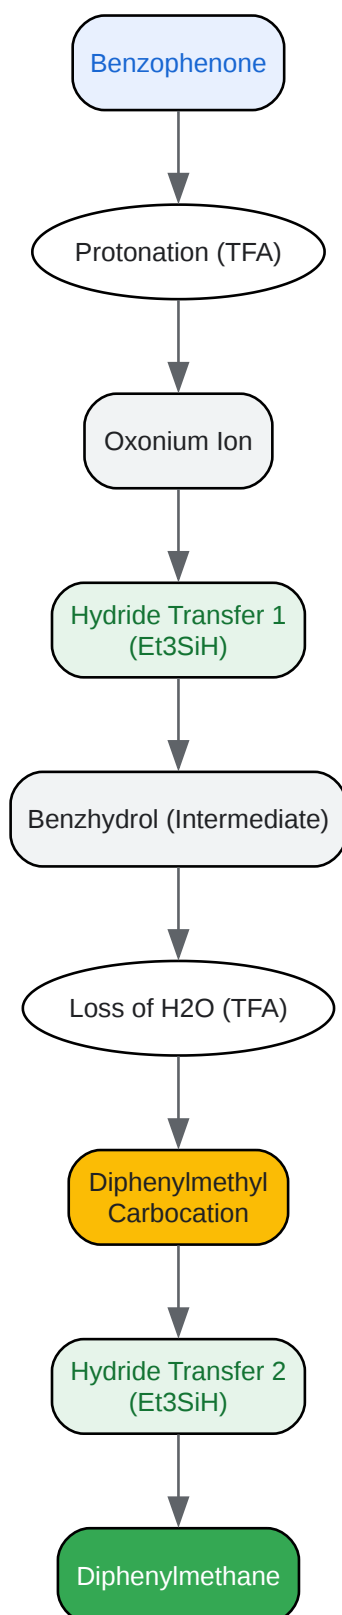 Benzophenone
Protonation (TFA)
Oxonium Ion
Hydride Transfer 1
(Et3SiH)
Benzhydrol (Intermediate)
Loss of H2O (TFA)
Diphenylmethyl
Carbocation
Hydride Transfer 2
(Et3SiH)
Diphenylmethane